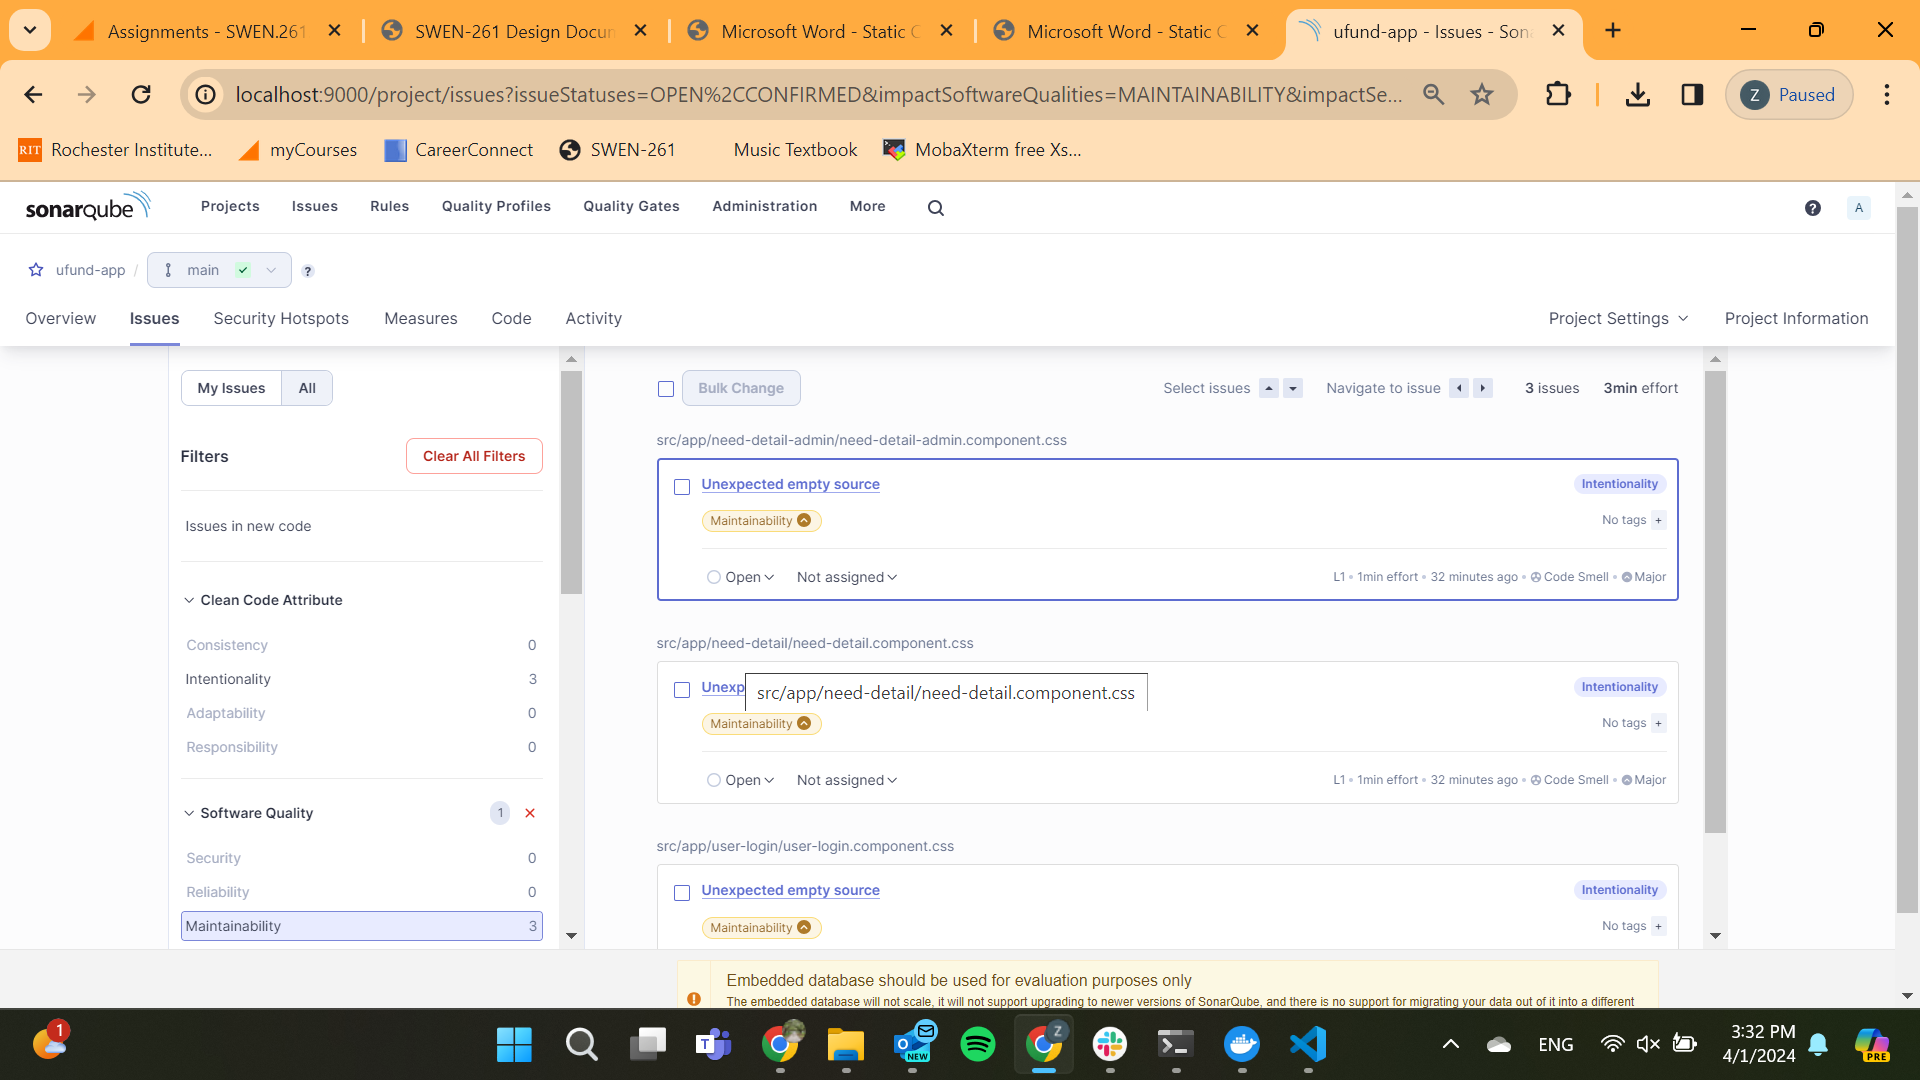 Assignments - SWEN.261
SWEN-261 Design Docu
Microsoft Word - Static C
Microsoft Word - Static C
ufund-app - Issues - Son
localhost:9000/project/issues?issueStatuses=OPEN%2CCONFIRMED&impactSoftwareQualities=MAINTAINABILITY&impactSe...
Z Paused
RIT Rochester Institute... myCourses CareerConnect SWEN-261 Music Textbook MobaXterm free Xs...
sonarqube Projects Issues Rules Quality Profiles Quality Gates Administration More ? A
ufund-app / main ?
Overview Issues Security Hotspots Measures Code Activity Project Settings Project Information
My Issues All
Filters Clear All Filters
Issues in new code
Clean Code Attribute
Consistency 0
Intentionality 3
Adaptability 0
Responsibility 0
Software Quality 1
Security 0
Reliability 0
Maintainability 3
Bulk Change Select issues Navigate to issue 3 issues 3min effort
src/app/need-detail-admin/need-detail-admin.component.css
Unexpected empty source Intentionality
Maintainability No tags +
Open Not assigned L1 • 1min effort • 32 minutes ago • Code Smell • Major
src/app/need-detail/need-detail.component.css
Unexp src/app/need-detail/need-detail.component.css Intentionality
Maintainability No tags +
Open Not assigned L1 • 1min effort • 32 minutes ago • Code Smell • Major
src/app/user-login/user-login.component.css
Unexpected empty source Intentionality
Maintainability No tags +
Embedded database should be used for evaluation purposes only
The embedded database will not scale, it will not support upgrading to newer versions of SonarQube, and there is no support for migrating your data out of it into a different
1 NEW Z ENG 3:32 PM PRE
4/1/2024